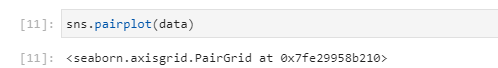 [11]: sns.pairplot(data)
[11]: <seaborn.axisgrid.PairGrid at 0x7fe29958b210>